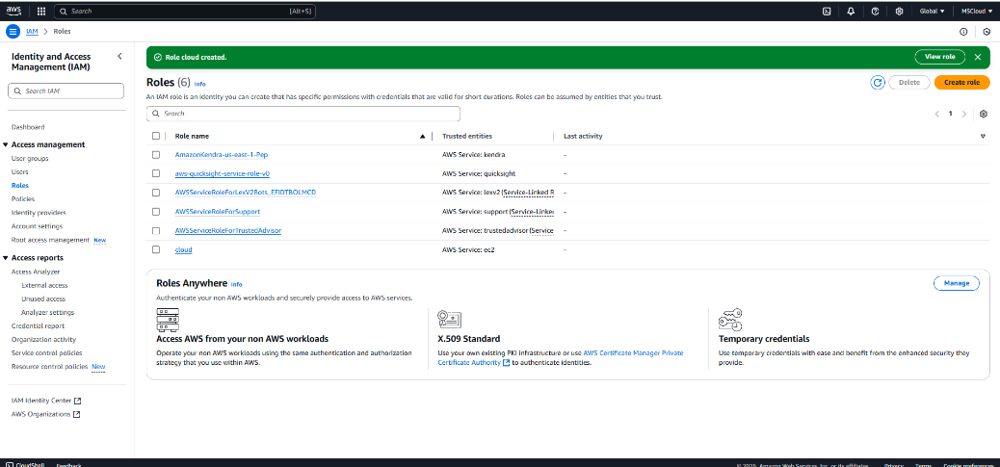 aws Search [Alt+S] Global MSCloud
IAM Roles
Identity and Access Management (IAM)
Search IAM
Dashboard
Access management
User groups
Users
Roles
Policies
Identity providers
Account settings
Root access management New
Access reports
Access Analyzer
External access
Unused access
Analyzer settings
Credential report
Organization activity
Service control policies
Resource control policies New
IAM Identity Center
AWS Organizations
Role cloud created. View role
Roles (6) Info Delete Create role
An IAM role is an identity you can create that has specific permissions with credentials that are valid for short durations. Roles can be assumed by entities that you trust.
Search 1
Role name Trusted entities Last activity
AmazonKendra-us-east-1-Pep AWS Service: kendra -
aws-quicksight-service-role-v0 AWS Service: quicksight -
AWSServiceRoleForLexV2Bots_EFIDTBOLMCD AWS Service: lexv2 (Service-Linked R -
AWSServiceRoleForSupport AWS Service: support (Service-Linked -
AWSServiceRoleForTrustedAdvisor AWS Service: trustedadvisor (Service -
cloud AWS Service: ec2 -
Roles Anywhere Info Manage
Authenticate your non AWS workloads and securely provide access to AWS services.
Access AWS from your non AWS workloads
Operate your non AWS workloads using the same authentication and authorization
strategy that you use within AWS.
X.509 Standard
Use your own existing PKI infrastructure or use AWS Certificate Manager Private
Certificate Authority to authenticate identities.
Temporary credentials
Use temporary credentials with ease and benefit from the enhanced security they
provide.
CloudShell Feedback © 2025, Amazon Web Services, Inc. or its affiliates. Privacy Terms Cookie preferences